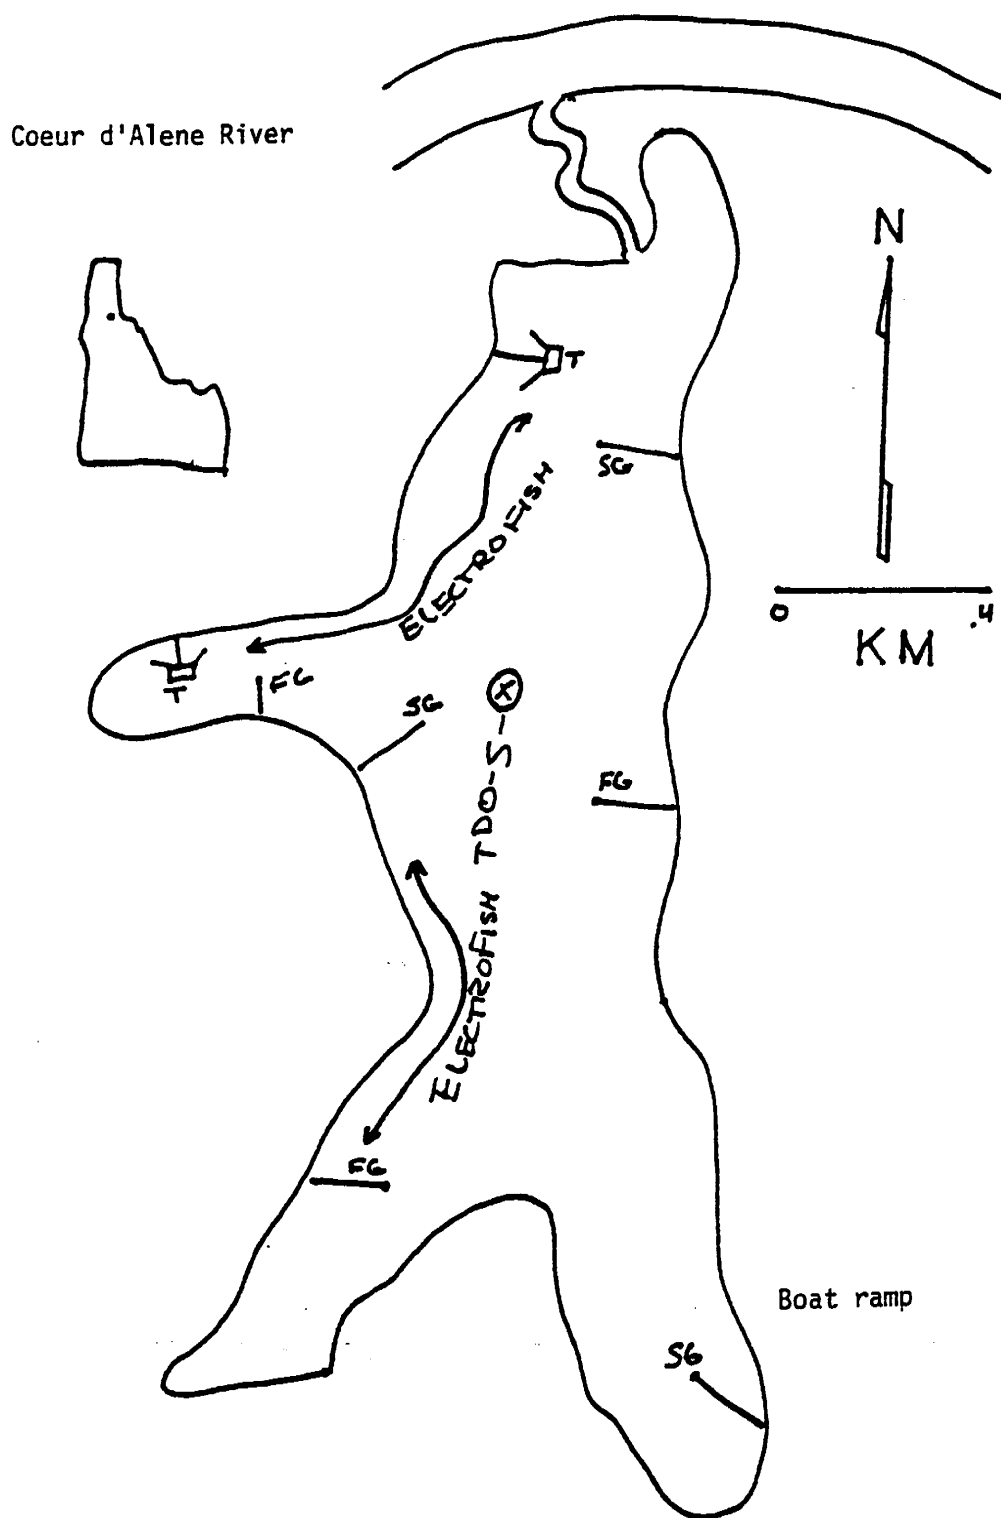 Coeur d'Alene River
N
T
SG
ELECTROFISH
0 .4
KM
T
FG
SG
X
FG
ELECTROFISH TDO-S-
FG
Boat ramp
SG